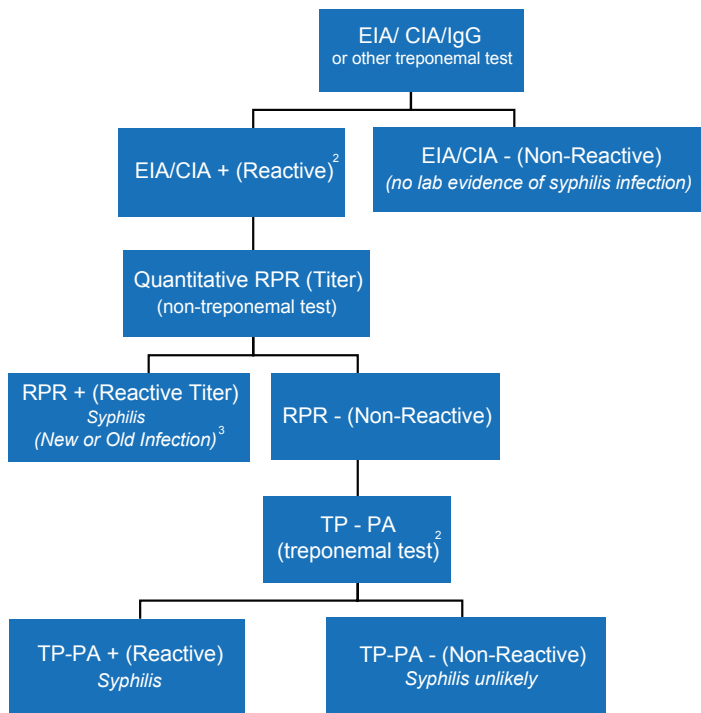 EIA/ CIA/IgG
or other treponemal test
EIA/CIA + (Reactive)2
EIA/CIA - (Non-Reactive)
(no lab evidence of syphilis infection)
Quantitative RPR (Titer)
(non-treponemal test)
RPR + (Reactive Titer)
Syphilis
(New or Old Infection)3
RPR - (Non-Reactive)
TP - PA
(treponemal test)2
TP-PA + (Reactive)
Syphilis
TP-PA - (Non-Reactive)
Syphilis unlikely